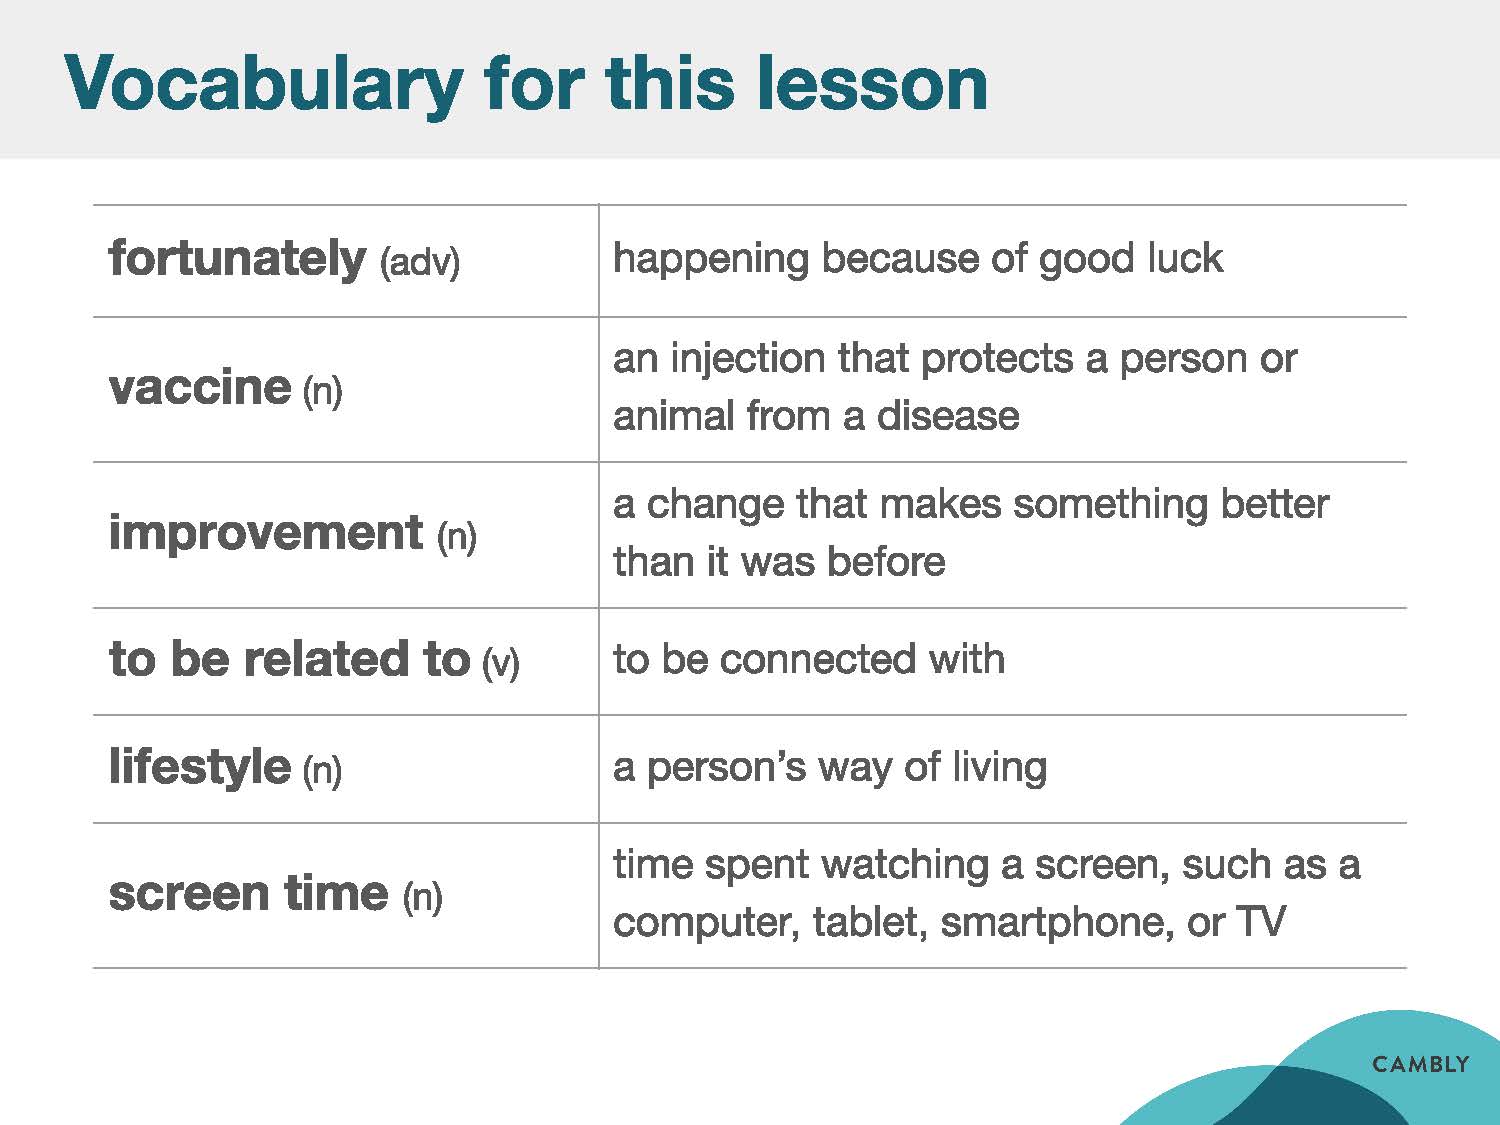 Vocabulary for this lesson
fortunately (adv)
happening because of good luck
vaccine (n)
an injection that protects a person or
animal from a disease
improvement (n)
a change that makes something better
than it was before
to be related to (v)
to be connected with
lifestyle (n)
a person’s way of living
screen time (n)
time spent watching a screen, such as a
computer, tablet, smartphone, or TV
CAMBLY